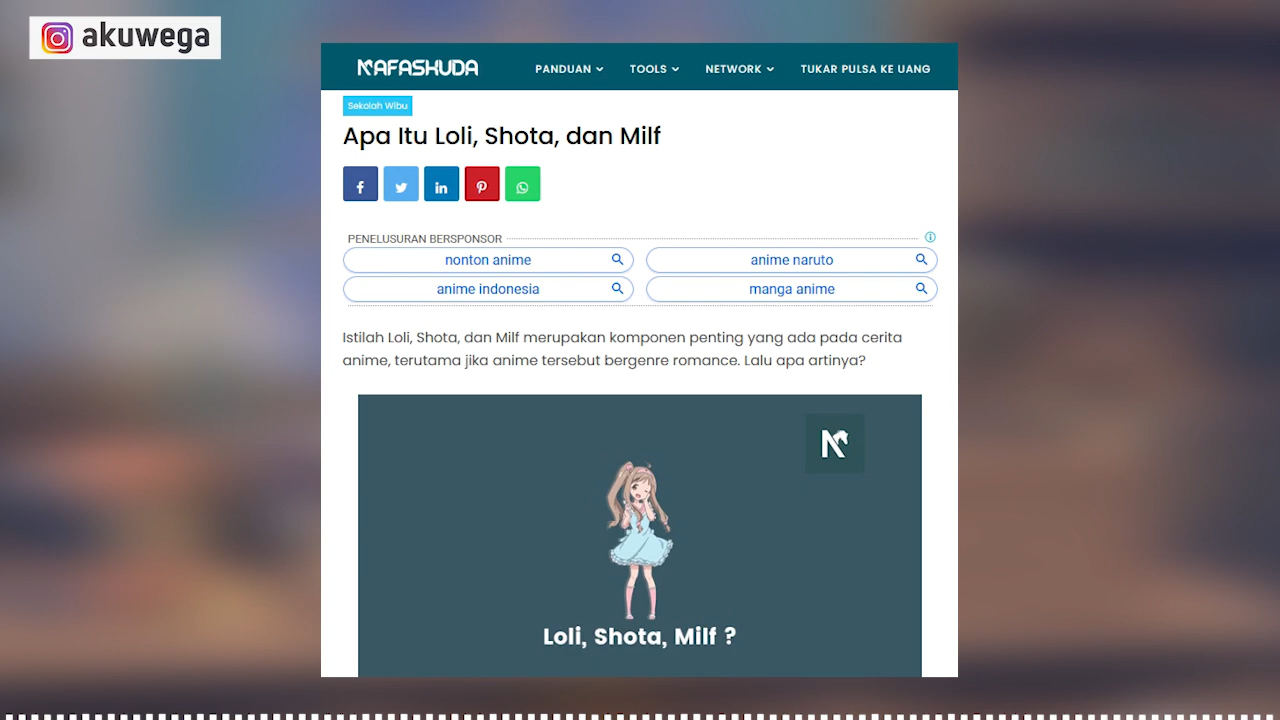 akuwega
NAFASKUDA
PANDUAN
TOOLS
NETWORK
TUKAR PULSA KE UANG
Sekolah Wibu
Apa Itu Loli, Shota, dan Milf
PENELUSURAN BERSPONSOR
nonton anime
anime naruto
anime indonesia
manga anime
Istilah Loli, Shota, dan Milf merupakan komponen penting yang ada pada cerita
anime, terutama jika anime tersebut bergenre romance. Lalu apa artinya?
Loli, Shota, Milf ?